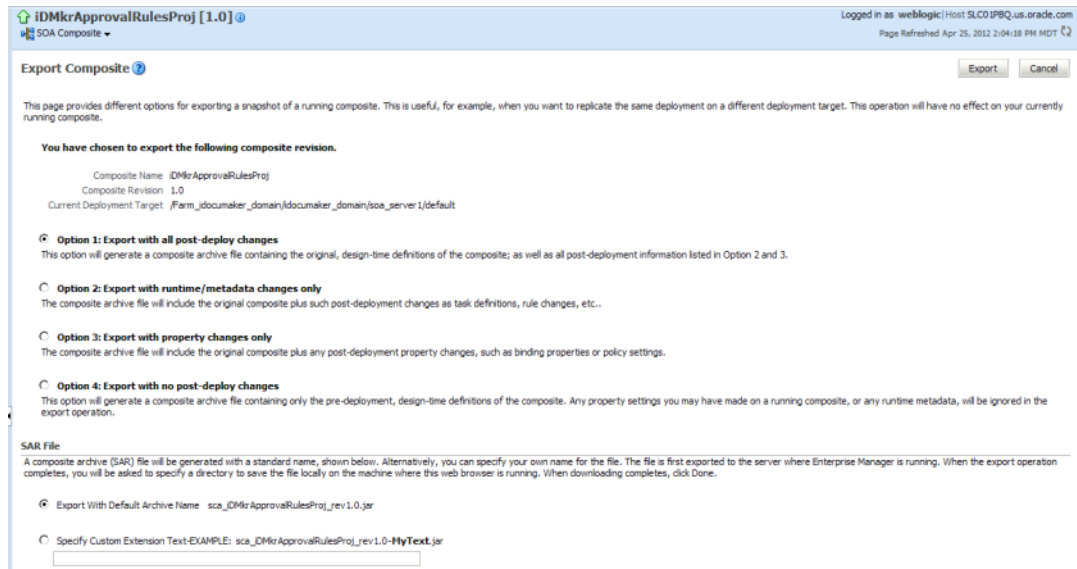 iDMkrApprovalRulesProj [1.0]
Logged in as weblogic|Host SLC01PBQ.us.oracle.com
SOA Composite
Page Refreshed Apr 25, 2012 2:04:18 PM MDT
Export Composite
Export
Cancel
This page provides different options for exporting a snapshot of a running composite. This is useful, for example, when you want to replicate the same deployment on a different deployment target. This operation will have no effect on your currently
running composite.
You have chosen to export the following composite revision.
Composite Name iDMkrApprovalRulesProj
Composite Revision 1.0
Current Deployment Target /Farm_idocumaker_domain/idocumaker_domain/soa_server1/default
Option 1: Export with all post-deploy changes
This option will generate a composite archive file containing the original, design-time definitions of the composite; as well as all post-deployment information listed in Option 2 and 3.
Option 2: Export with runtime/metadata changes only
The composite archive file will include the original composite plus such post-deployment changes as task definitions, rule changes, etc..
Option 3: Export with property changes only
The composite archive file will include the original composite plus any post-deployment property changes, such as binding properties or policy settings.
Option 4: Export with no post-deploy changes
This option will generate a composite archive file containing only the pre-deployment, design-time definitions of the composite. Any property settings you may have made on a running composite, or any runtime metadata, will be ignored in the
export operation.
SAR File
A composite archive (SAR) file will be generated with a standard name, shown below. Alternatively, you can specify your own name for the file. The file is first exported to the server where Enterprise Manager is running. When the export operation
completes, you will be asked to specify a directory to save the file locally on the machine where this web browser is running. When downloading completes, click Done.
Export With Default Archive Name sca_iDMkrApprovalRulesProj_rev1.0.jar
Specify Custom Extension Text-EXAMPLE: sca_iDMkrApprovalRulesProj_rev1.0-MyText.jar